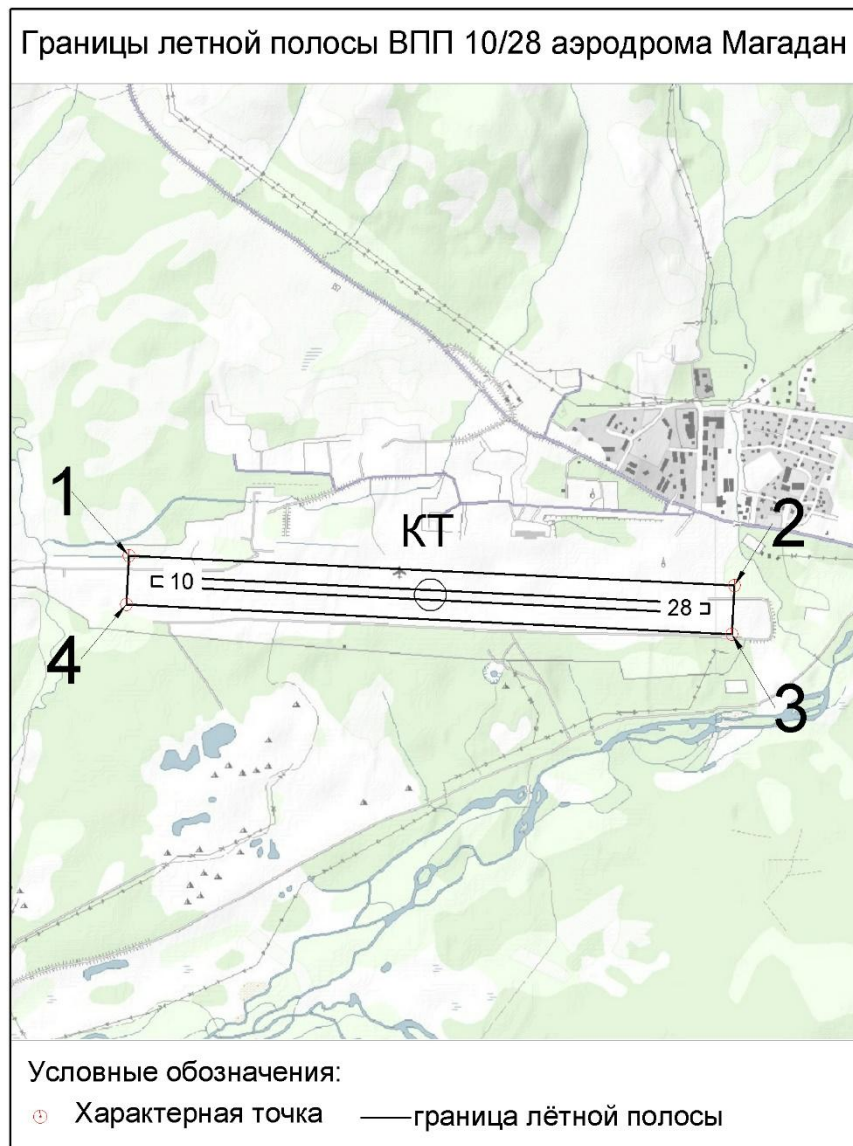 Границы летной полосы ВПП 10/28 аэродрома Магадан
1
КТ
2
10
28
4
3
Условные обозначения:
Характерная точка
граница лётной полосы